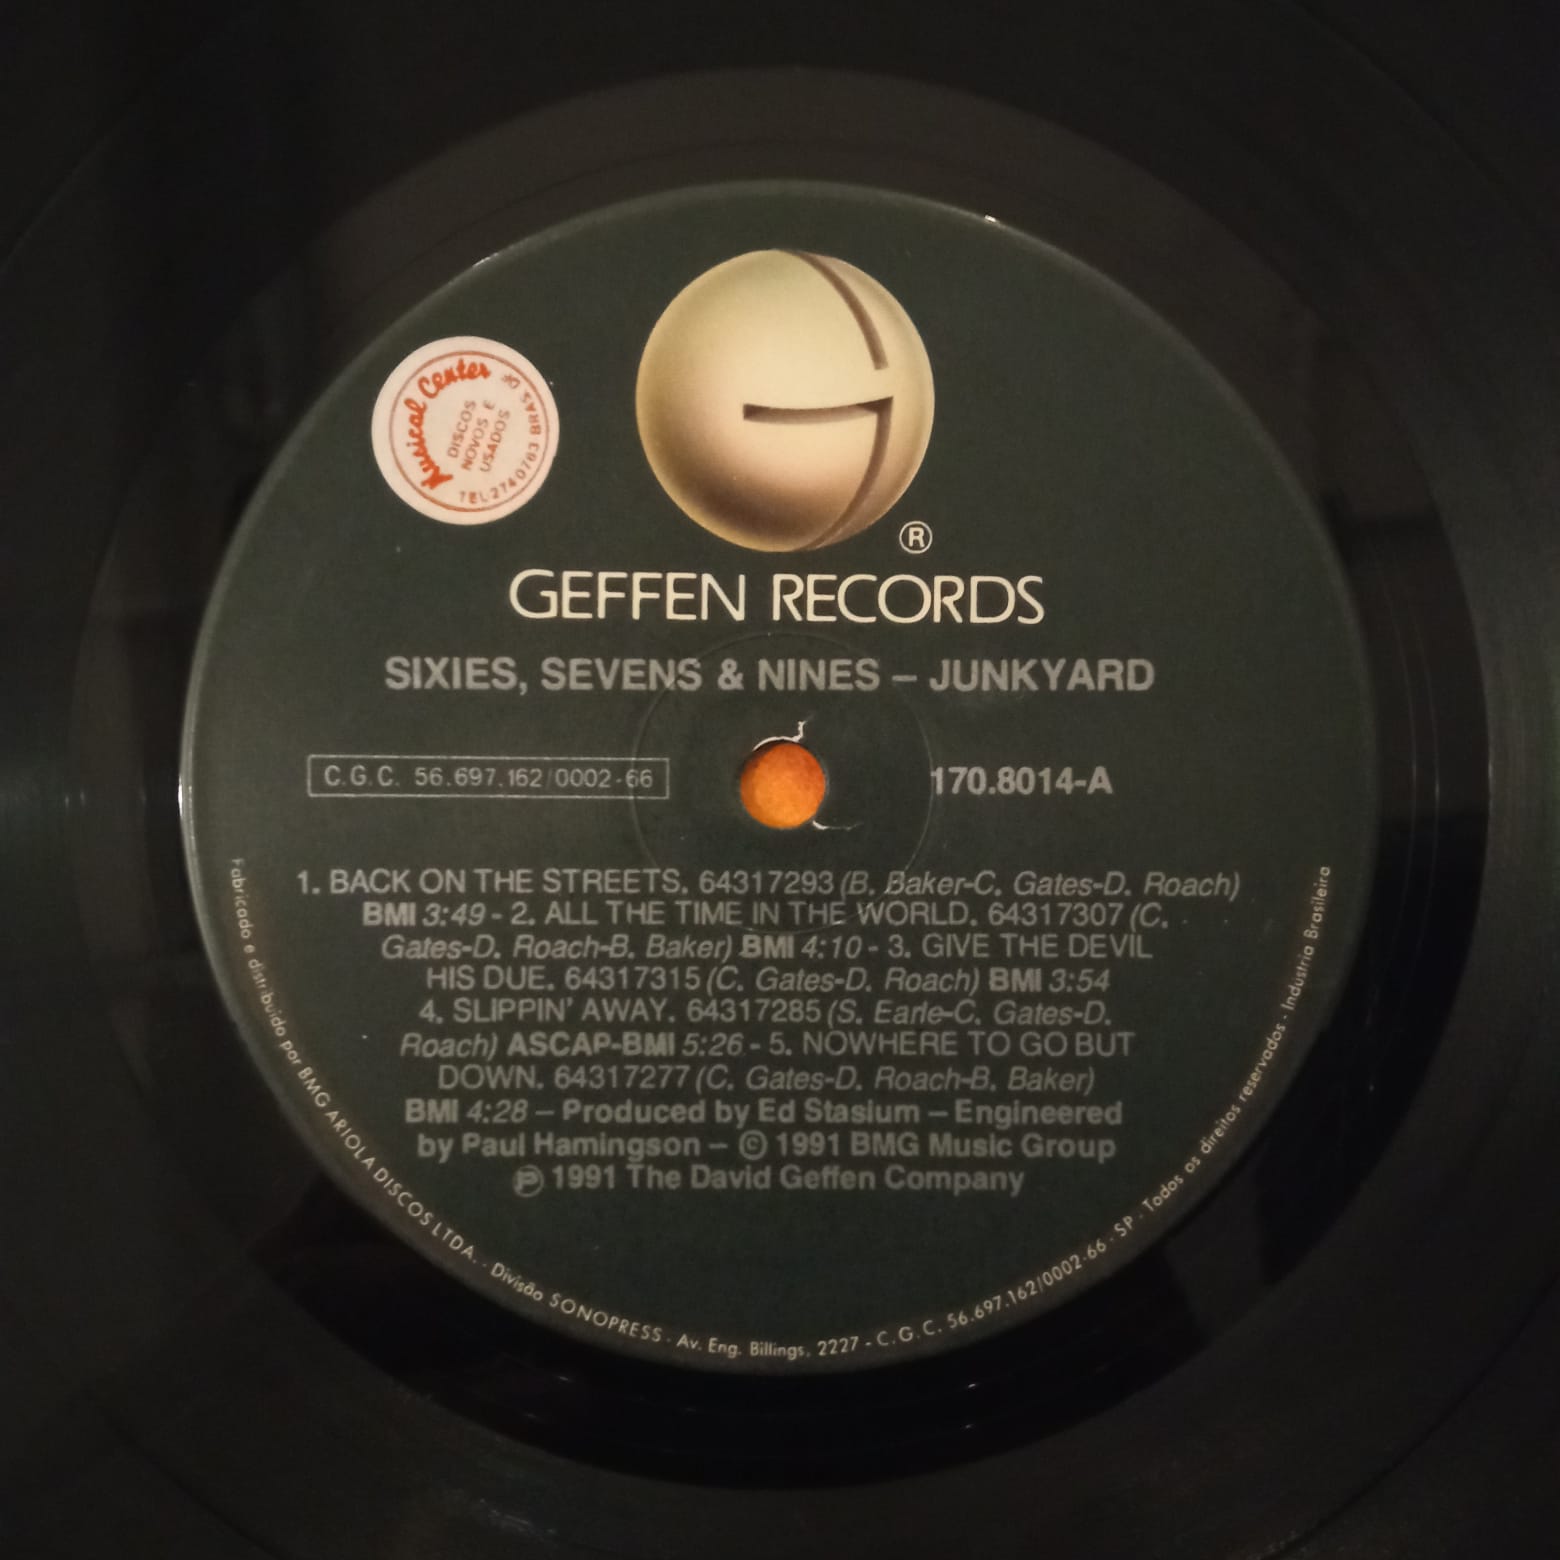 Musical Center
DISCOS
NOVOS E
USADOS
TEL 2740783 BRAS. DF
®
GEFFEN RECORDS
SIXIES, SEVENS & NINES – JUNKYARD
C.G.C. 56.697.162/0002-66
170.8014-A
1. BACK ON THE STREETS. 64317293 (B. Baker-C. Gates-D. Roach)
BMI 3:49 - 2. ALL THE TIME IN THE WORLD. 64317307 (C.
Gates-D. Roach-B. Baker) BMI 4:10 - 3. GIVE THE DEVIL
HIS DUE. 64317315 (C. Gates-D. Roach) BMI 3:54
4. SLIPPIN' AWAY. 64317285 (S. Earle-C. Gates-D.
Roach) ASCAP-BMI 5:26 - 5. NOWHERE TO GO BUT
DOWN. 64317277 (C. Gates-D. Roach-B. Baker)
BMI 4:28 – Produced by Ed Stasium – Engineered
by Paul Hamingson – © 1991 BMG Music Group
℗ 1991 The David Geffen Company
Fabricado e distribuido por BMG ARIOLA DISCOS LTDA. · Divisão SONOPRESS · Av. Eng. Billings, 2227 - C.G.C. 56.697.162/0002-66 · SP · Todos os direitos reservados · Industria Brasileira